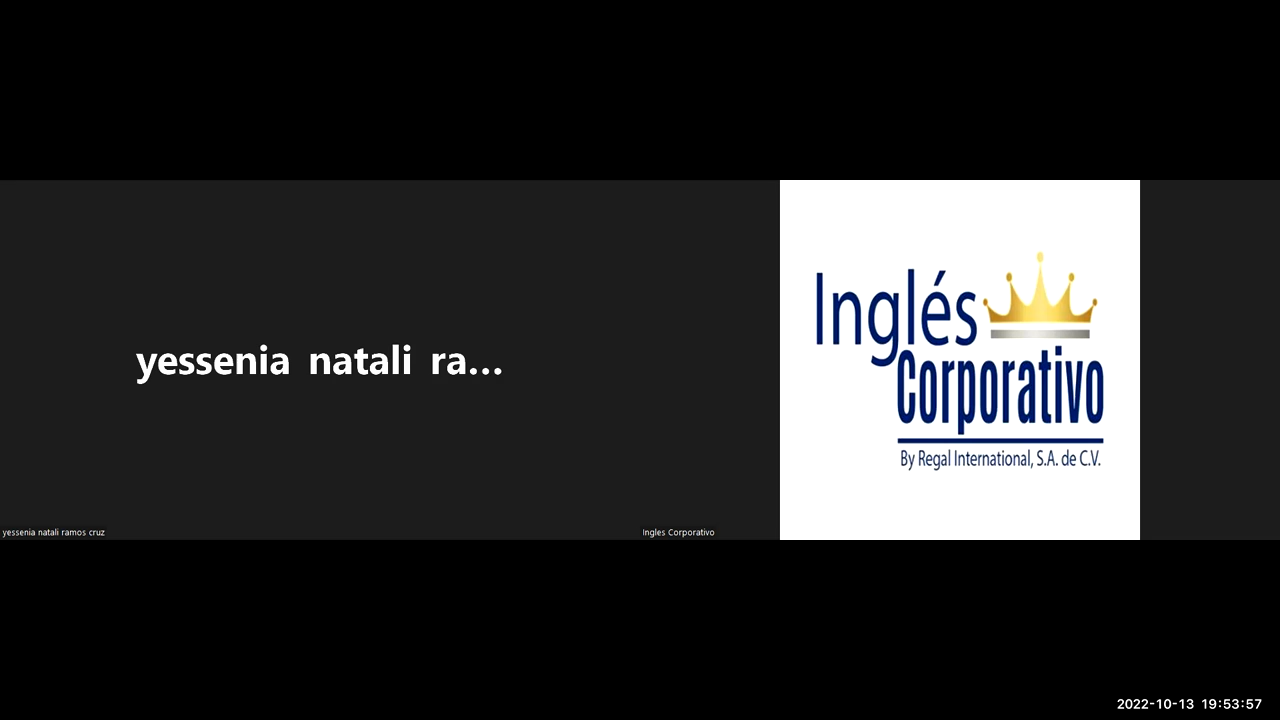 yessenia natali ra...
Inglés
Corporativo
By Regal International, S.A. de C.V.
yessenia natali ramos cruz
Ingles Corporativo
2022-10-13 19:53:57